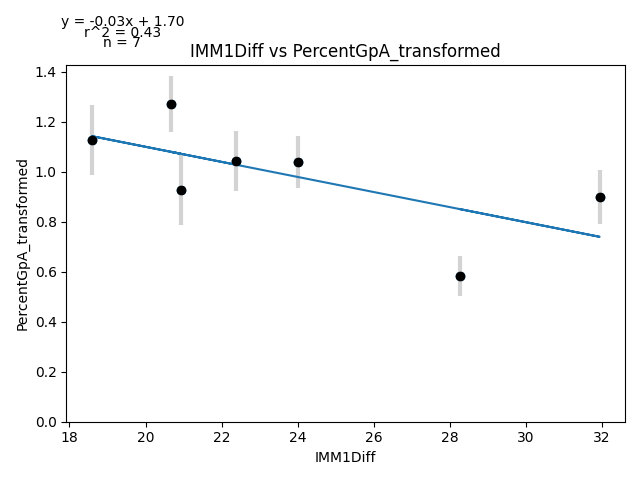 y = -0.03x + 1.70
r^2 = 0.43
n = 7
IMM1Diff vs PercentGpA_transformed
1.4
1.2
1.0
0.8
0.6
0.4
0.2
0.0
PercentGpA_transformed
18 20 22 24 26 28 30 32
IMM1Diff